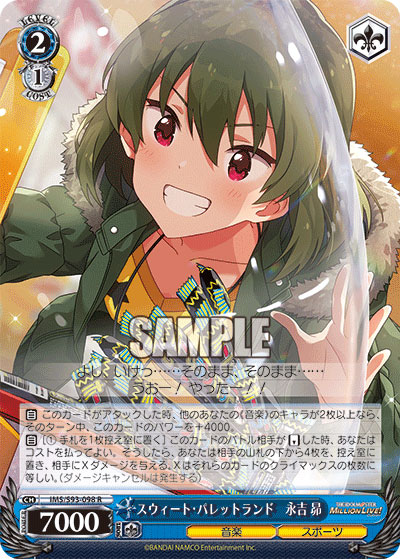 LEVEL
2
1
COST
SAMPLE
よし、いけっ……そのまま、そのまま……
うおー！ やったー！！
自 このカードがアタックした時、他のあなたの《音楽》のキャラが2枚以上なら、
そのターン中、このカードのパワーを+4000。
自 ［⑴ 手札を1枚控え室に置く］ このカードのバトル相手が した時、あなたは
コストを払ってよい。そうしたら、あなたは相手の山札の下から4枚を、控え室に
置き、相手にXダメージを与える。Xはそれらのカードのクライマックスの枚数に
等しい。（ダメージキャンセルは発生する）
CH IMS/S93-098 R
7000
スウィート・パレットランド 永吉 昴
THE IDOLM@STER
MILLION LIVE!
音楽
スポーツ
©BANDAI NAMCO Entertainment Inc.